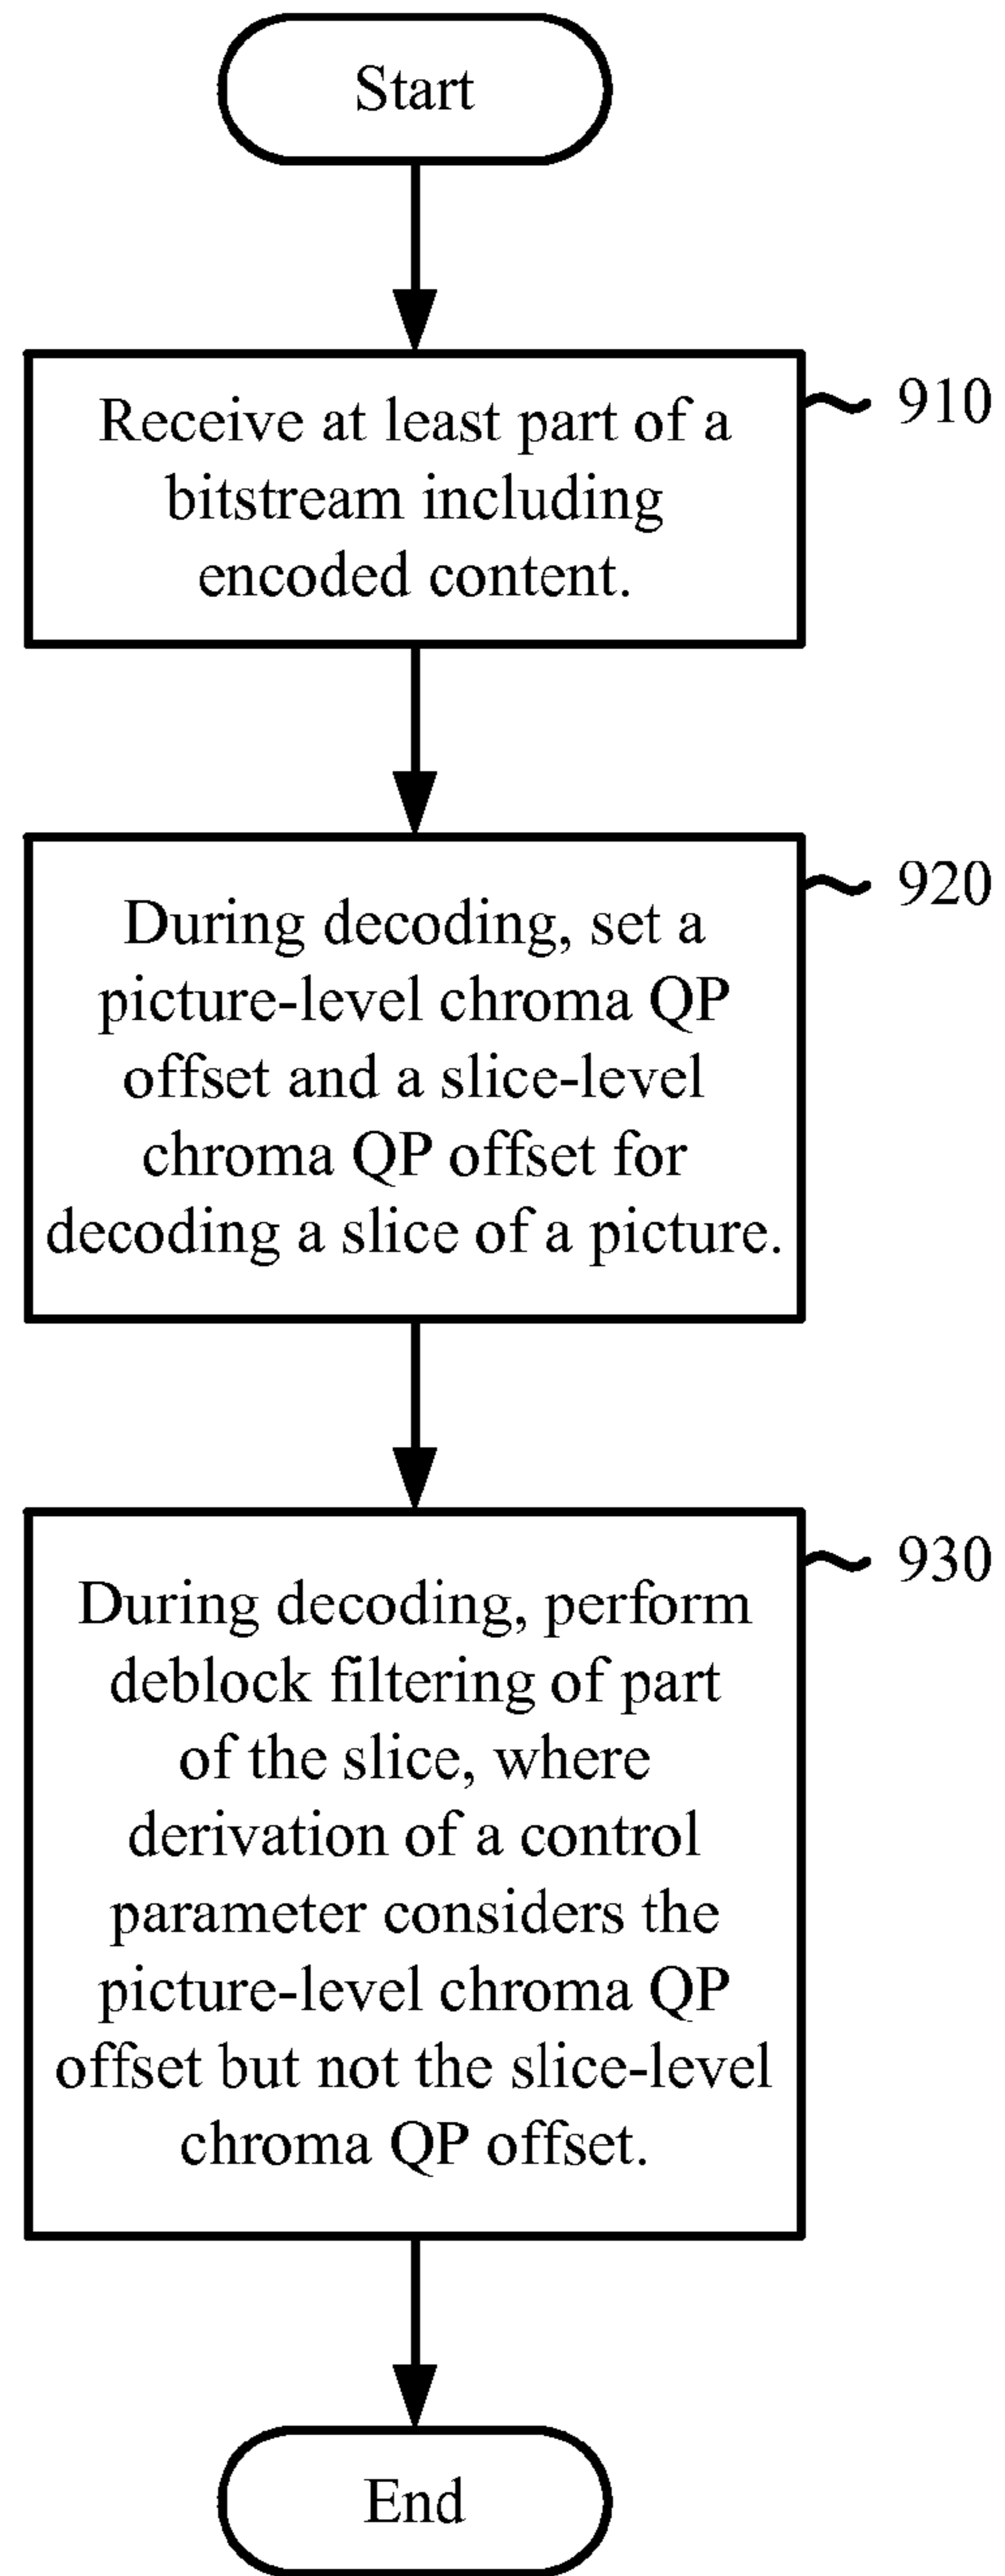 Start
Receive at least part of a
bitstream including
encoded content.
910
During decoding, set a
picture-level chroma QP
offset and a slice-level
chroma QP offset for
decoding a slice of a picture.
920
During decoding, perform
deblock filtering of part
of the slice, where
derivation of a control
parameter considers the
picture-level chroma QP
offset but not the slice-level
chroma QP offset.
930
End